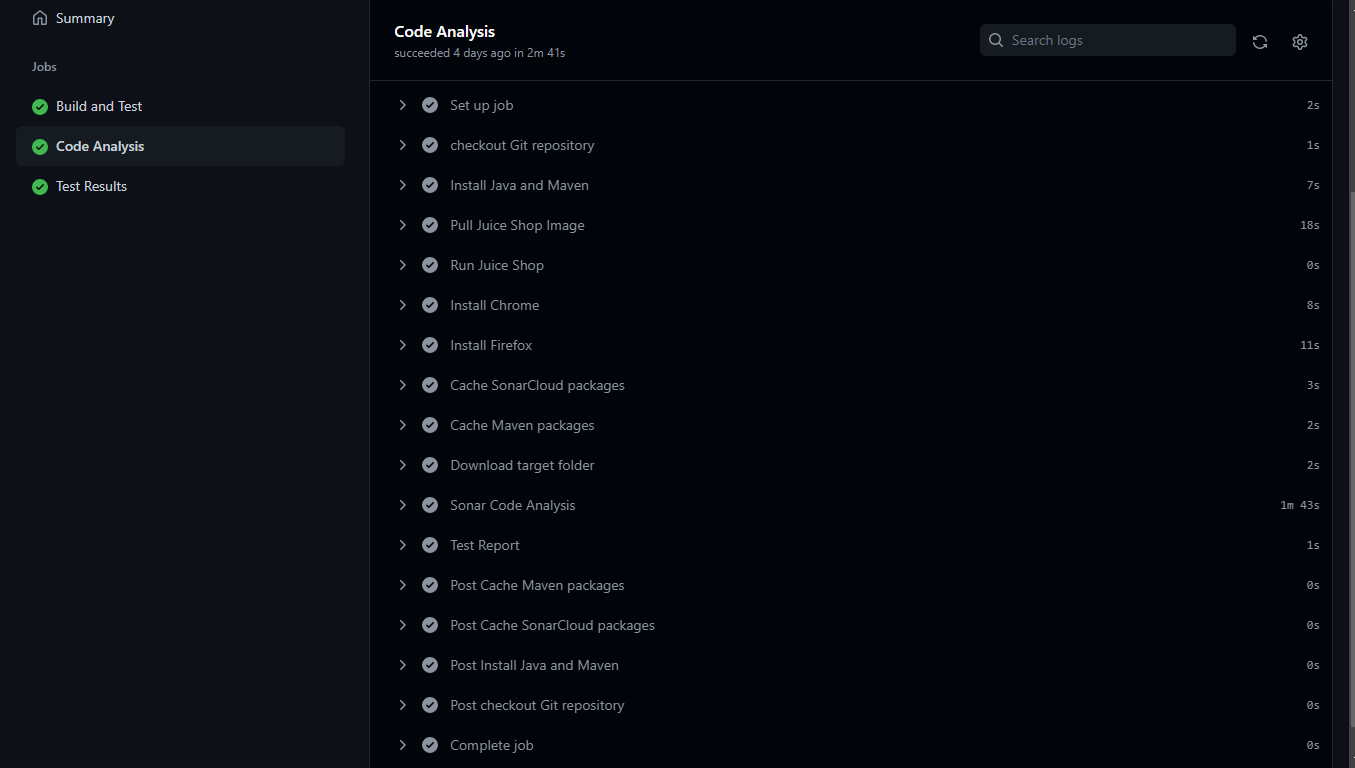 Summary
Jobs
Build and Test
Code Analysis
Test Results
Code Analysis
succeeded 4 days ago in 2m 41s
Search logs
Set up job 2s
checkout Git repository 1s
Install Java and Maven 7s
Pull Juice Shop Image 18s
Run Juice Shop 0s
Install Chrome 8s
Install Firefox 11s
Cache SonarCloud packages 3s
Cache Maven packages 2s
Download target folder 2s
Sonar Code Analysis 1m 43s
Test Report 1s
Post Cache Maven packages 0s
Post Cache SonarCloud packages 0s
Post Install Java and Maven 0s
Post checkout Git repository 0s
Complete job 0s